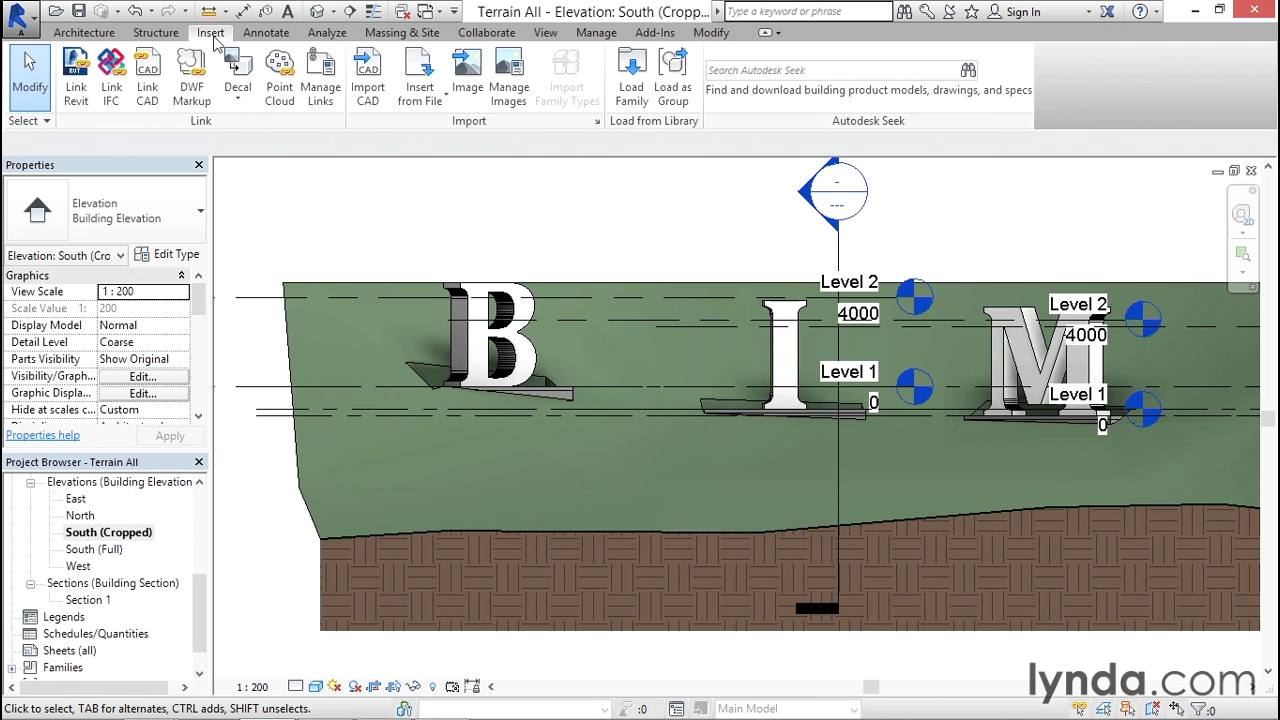 Terrain All - Elevation: South (Cropp...
Type a keyword or phrase
Sign In
Architecture Structure Insert Annotate Analyze Massing & Site Collaborate View Manage Add-Ins Modify
Modify
Link Revit
Link IFC
Link CAD
DWF Markup
Decal
Point Cloud
Manage Links
Import CAD
Insert from File
Image
Manage Images
Import Family Types
Load Family
Load as Group
Search Autodesk Seek
Find and download building product models, drawings, and specs
Select
Link
Import
Load from Library
Autodesk Seek
Properties
Elevation
Building Elevation
Elevation: South (Cro
Edit Type
Graphics
View Scale 1 : 200
Scale Value 1: 200
Display Model Normal
Detail Level Coarse
Parts Visibility Show Original
Visibility/Graph... Edit...
Graphic Displa... Edit...
Hide at scales c... Custom
Properties help
Apply
Project Browser - Terrain All
Elevations (Building Elevation
East
North
South (Cropped)
South (Full)
West
Sections (Building Section)
Section 1
Legends
Schedules/Quantities
Sheets (all)
Families
B I M
-
---
Level 2
4000
Level 1
0
Level 2
4000
Level 1
0
1 : 200
Click to select, TAB for alternates, CTRL adds, SHIFT unselects.
:0
Main Model
:0
lynda.com
2D